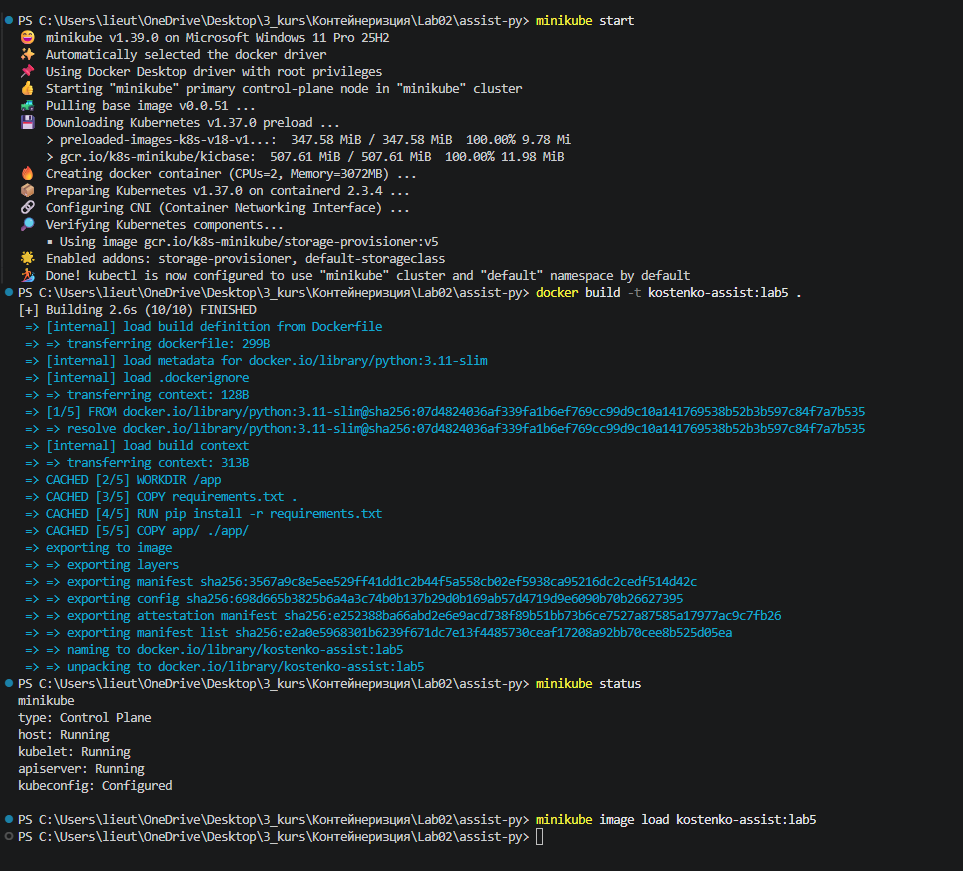 PS C:\Users\lieut\OneDrive\Desktop\3_kurs\Контейнеризция\Lab02\assist-py> minikube start
minikube v1.39.0 on Microsoft Windows 11 Pro 25H2
Automatically selected the docker driver
Using Docker Desktop driver with root privileges
Starting "minikube" primary control-plane node in "minikube" cluster
Pulling base image v0.0.51 ...
Downloading Kubernetes v1.37.0 preload ...
> preloaded-images-k8s-v18-v1...:  347.58 MiB / 347.58 MiB  100.00% 9.78 Mi
> gcr.io/k8s-minikube/kicbase:  507.61 MiB / 507.61 MiB  100.00% 11.98 MiB
Creating docker container (CPUs=2, Memory=3072MB) ...
Preparing Kubernetes v1.37.0 on containerd 2.3.4 ...
Configuring CNI (Container Networking Interface) ...
Verifying Kubernetes components...
▪ Using image gcr.io/k8s-minikube/storage-provisioner:v5
Enabled addons: storage-provisioner, default-storageclass
Done! kubectl is now configured to use "minikube" cluster and "default" namespace by default
PS C:\Users\lieut\OneDrive\Desktop\3_kurs\Контейнеризция\Lab02\assist-py> docker build -t kostenko-assist:lab5 .
[+] Building 2.6s (10/10) FINISHED
=> [internal] load build definition from Dockerfile
=> => transferring dockerfile: 299B
=> [internal] load metadata for docker.io/library/python:3.11-slim
=> [internal] load .dockerignore
=> => transferring context: 128B
=> [1/5] FROM docker.io/library/python:3.11-slim@sha256:07d4824036af339fa1b6ef769cc99d9c10a141769538b52b3b597c84f7a7b535
=> => resolve docker.io/library/python:3.11-slim@sha256:07d4824036af339fa1b6ef769cc99d9c10a141769538b52b3b597c84f7a7b535
=> [internal] load build context
=> => transferring context: 313B
=> CACHED [2/5] WORKDIR /app
=> CACHED [3/5] COPY requirements.txt .
=> CACHED [4/5] RUN pip install -r requirements.txt
=> CACHED [5/5] COPY app/ ./app/
=> exporting to image
=> => exporting layers
=> => exporting manifest sha256:3567a9c8e5ee529ff41dd1c2b44f5a558cb02ef5938ca95216dc2cedf514d42c
=> => exporting config sha256:698d665b3825b6a4a3c74b0b137b29d0b169ab57d4719d9e6090b70b26627395
=> => exporting attestation manifest sha256:e252388ba66abd2e6e9acd738f89b51bb73b6ce7527a87585a17977ac9c7fb26
=> => exporting manifest list sha256:e2a0e5968301b6239f671dc7e13f4485730ceaf17208a92bb70cee8b525d05ea
=> => naming to docker.io/library/kostenko-assist:lab5
=> => unpacking to docker.io/library/kostenko-assist:lab5
PS C:\Users\lieut\OneDrive\Desktop\3_kurs\Контейнеризция\Lab02\assist-py> minikube status
minikube
type: Control Plane
host: Running
kubelet: Running
apiserver: Running
kubeconfig: Configured
PS C:\Users\lieut\OneDrive\Desktop\3_kurs\Контейнеризция\Lab02\assist-py> minikube image load kostenko-assist:lab5
PS C:\Users\lieut\OneDrive\Desktop\3_kurs\Контейнеризция\Lab02\assist-py>